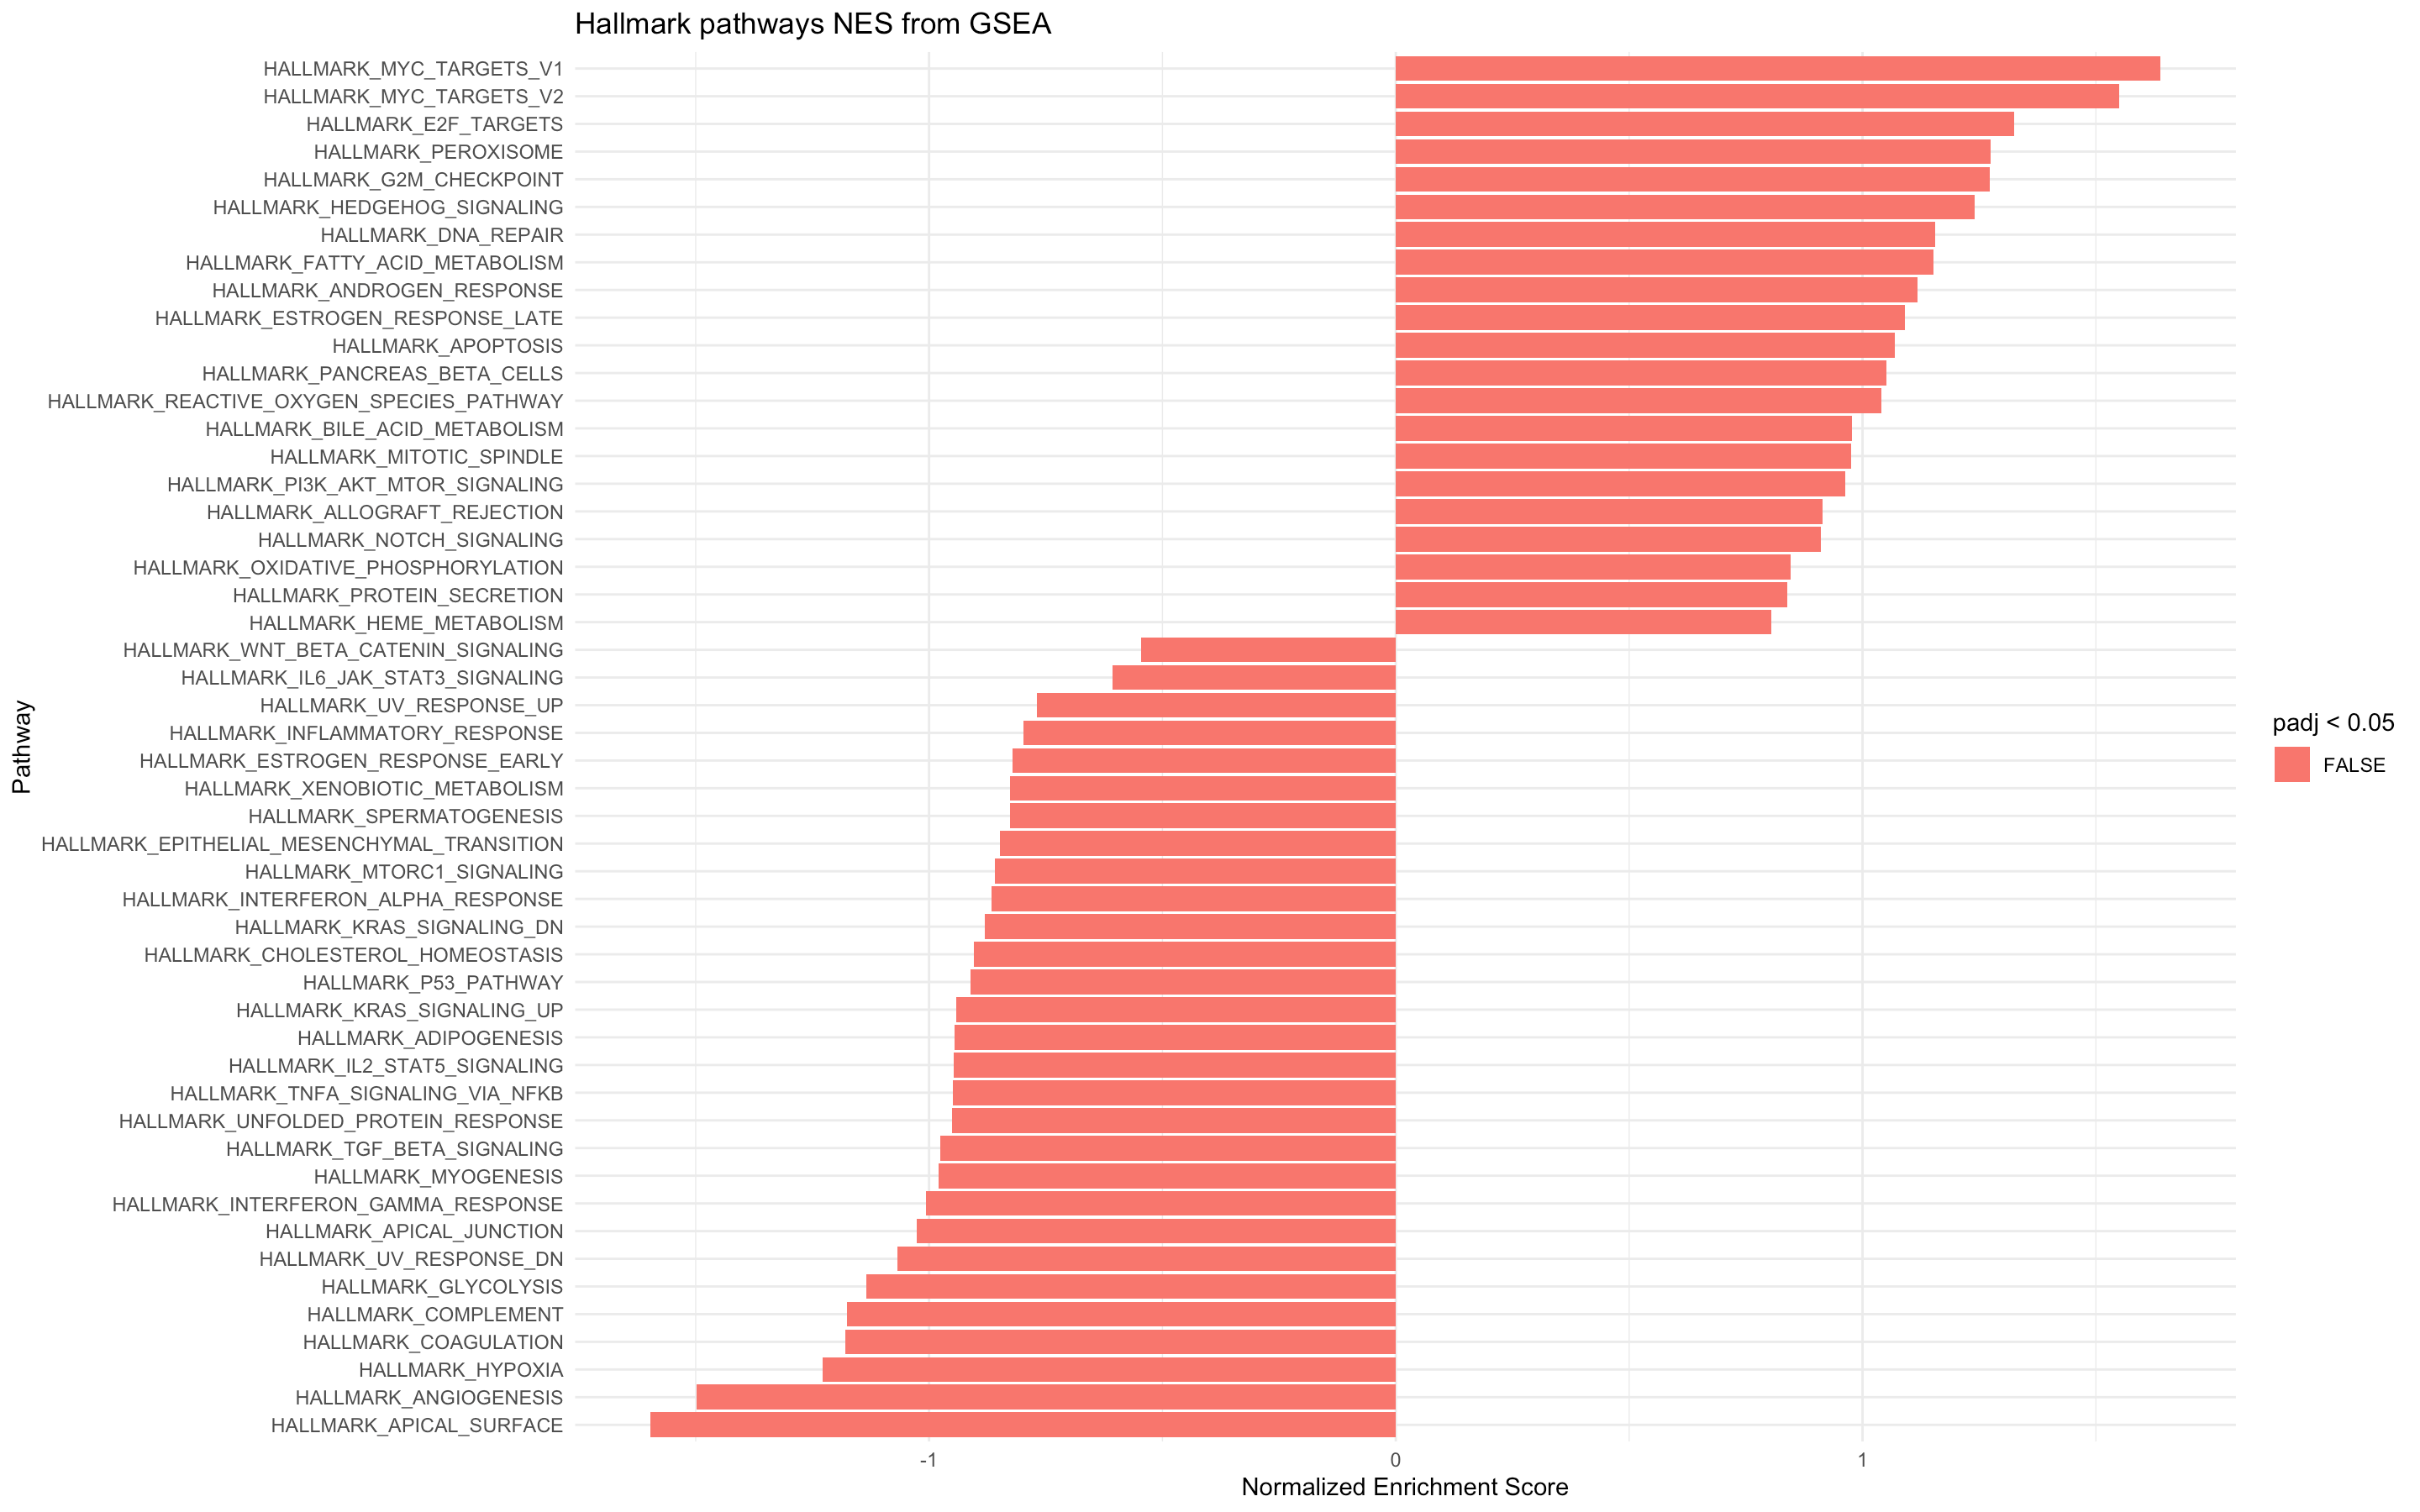 Hallmark pathways NES from GSEA
HALLMARK_MYC_TARGETS_V1
HALLMARK_MYC_TARGETS_V2
HALLMARK_E2F_TARGETS
HALLMARK_PEROXISOME
HALLMARK_G2M_CHECKPOINT
HALLMARK_HEDGEHOG_SIGNALING
HALLMARK_DNA_REPAIR
HALLMARK_FATTY_ACID_METABOLISM
HALLMARK_ANDROGEN_RESPONSE
HALLMARK_ESTROGEN_RESPONSE_LATE
HALLMARK_APOPTOSIS
HALLMARK_PANCREAS_BETA_CELLS
HALLMARK_REACTIVE_OXYGEN_SPECIES_PATHWAY
HALLMARK_BILE_ACID_METABOLISM
HALLMARK_MITOTIC_SPINDLE
HALLMARK_PI3K_AKT_MTOR_SIGNALING
HALLMARK_ALLOGRAFT_REJECTION
HALLMARK_NOTCH_SIGNALING
HALLMARK_OXIDATIVE_PHOSPHORYLATION
HALLMARK_PROTEIN_SECRETION
HALLMARK_HEME_METABOLISM
HALLMARK_WNT_BETA_CATENIN_SIGNALING
HALLMARK_IL6_JAK_STAT3_SIGNALING
HALLMARK_UV_RESPONSE_UP
HALLMARK_INFLAMMATORY_RESPONSE
HALLMARK_ESTROGEN_RESPONSE_EARLY
HALLMARK_XENOBIOTIC_METABOLISM
HALLMARK_SPERMATOGENESIS
HALLMARK_EPITHELIAL_MESENCHYMAL_TRANSITION
HALLMARK_MTORC1_SIGNALING
HALLMARK_INTERFERON_ALPHA_RESPONSE
HALLMARK_KRAS_SIGNALING_DN
HALLMARK_CHOLESTEROL_HOMEOSTASIS
HALLMARK_P53_PATHWAY
HALLMARK_KRAS_SIGNALING_UP
HALLMARK_ADIPOGENESIS
HALLMARK_IL2_STAT5_SIGNALING
HALLMARK_TNFA_SIGNALING_VIA_NFKB
HALLMARK_UNFOLDED_PROTEIN_RESPONSE
HALLMARK_TGF_BETA_SIGNALING
HALLMARK_MYOGENESIS
HALLMARK_INTERFERON_GAMMA_RESPONSE
HALLMARK_APICAL_JUNCTION
HALLMARK_UV_RESPONSE_DN
HALLMARK_GLYCOLYSIS
HALLMARK_COMPLEMENT
HALLMARK_COAGULATION
HALLMARK_HYPOXIA
HALLMARK_ANGIOGENESIS
HALLMARK_APICAL_SURFACE
Pathway
-1 0 1
Normalized Enrichment Score
padj < 0.05
FALSE